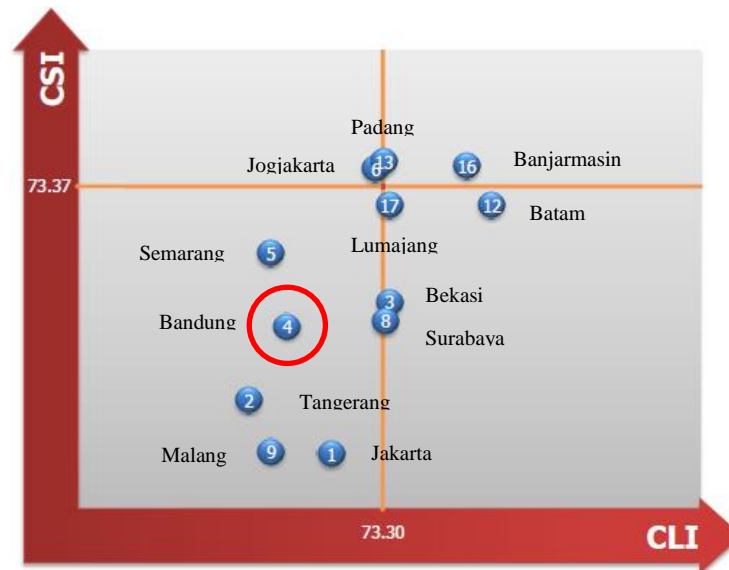 CSI
Padang
Jogjakarta
6
13
16
Banjarmasin
73.37
17
12
Batam
Lumajang
Semarang
5
3
Bekasi
Bandung
4
8
Surabaya
2
Tangerang
Malang
9
1
Jakarta
73.30
CLI